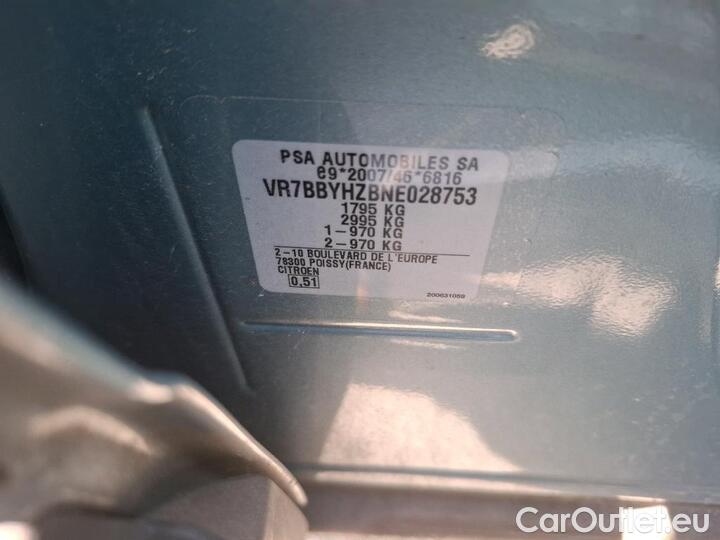 PSA AUTOMOBILES SA
e9*2007/46*6816
VR7BBYHZBNE028753
1795 KG
2995 KG
1-970 KG
2-970 KG
2-10 BOULEVARD DE L'EUROPE
78300 POISSY(FRANCE)
CITROEN
0.51
200631059
CarOutlet.eu